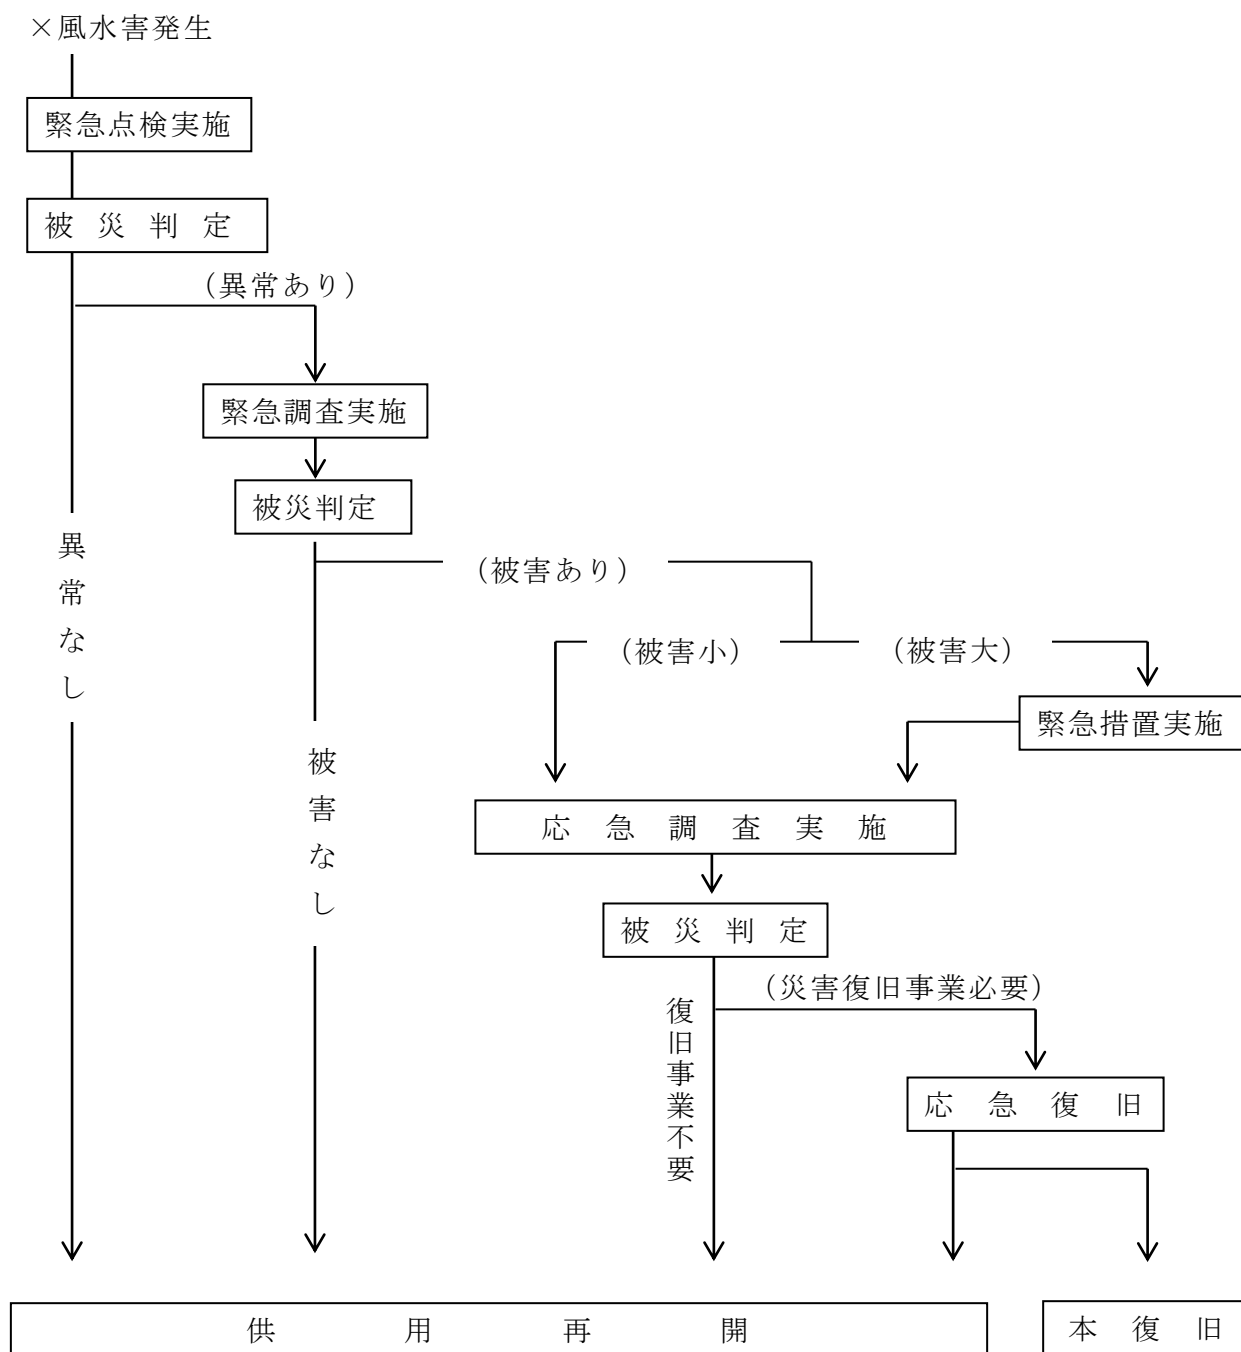 ×風水害発生
緊急点検実施
被災判定
（異常あり）
緊急調査実施
被災判定
異常なし
（被害あり）
（被害小）
（被害大）
緊急措置実施
被害なし
応急調査実施
被災判定
（災害復旧事業必要）
復旧事業不要
応急復旧
供用再開
本復旧